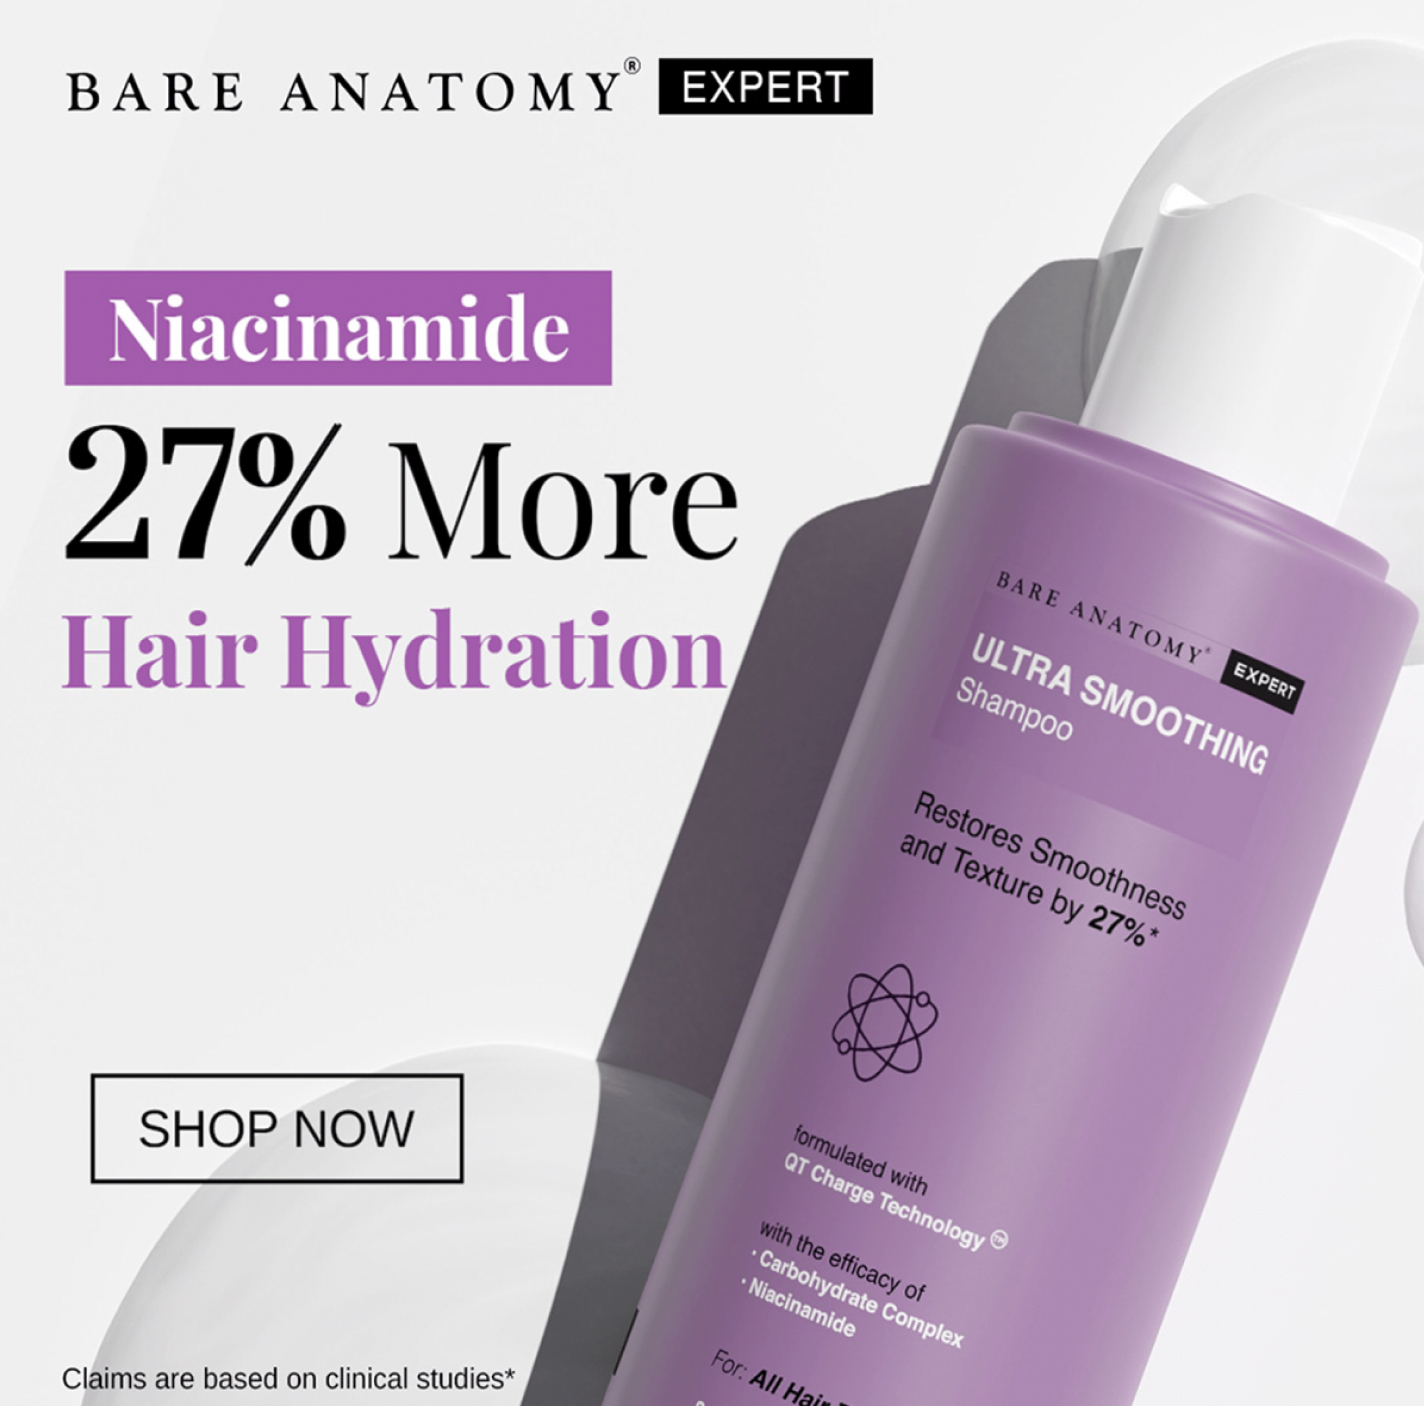 BARE ANATOMY® EXPERT
Niacinamide
27% More
Hair Hydration
SHOP NOW
Claims are based on clinical studies*
BARE ANATOMY® EXPERT
ULTRA SMOOTHING
Shampoo
Restores Smoothness
and Texture by 27%*
formulated with
QT Charge Technology ™
with the efficacy of
· Carbohydrate Complex
· Niacinamide
For: All Hair